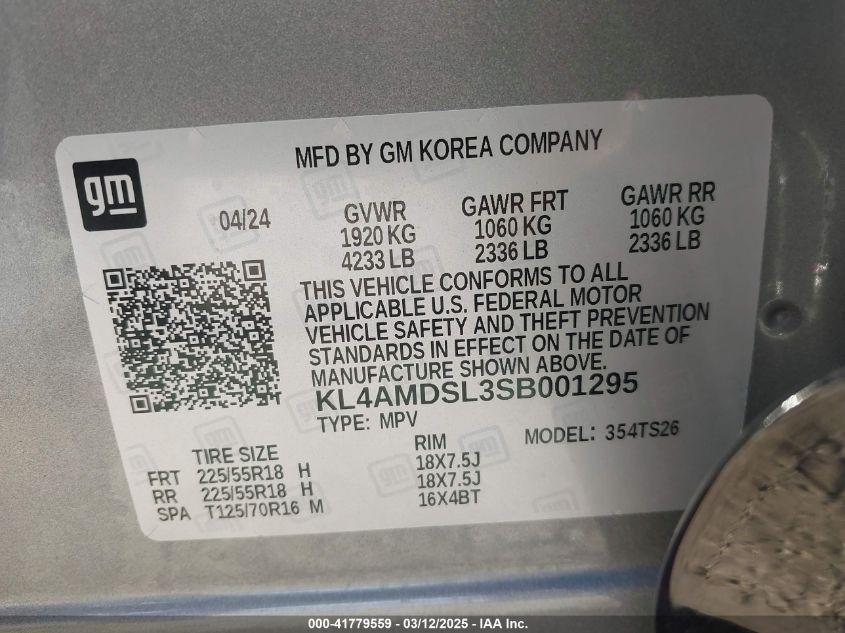 MFD BY GM KOREA COMPANY
gm
04/24
GVWR
1920 KG
4233 LB
GAWR FRT
1060 KG
2336 LB
GAWR RR
1060 KG
2336 LB
THIS VEHICLE CONFORMS TO ALL
APPLICABLE U.S. FEDERAL MOTOR
VEHICLE SAFETY AND THEFT PREVENTION
STANDARDS IN EFFECT ON THE DATE OF
MANUFACTURE SHOWN ABOVE.
KL4AMDSL3SB001295
TYPE: MPV
MODEL: 354TS26
TIRE SIZE RIM
FRT 225/55R18 H 18X7.5J
RR 225/55R18 H 18X7.5J
SPA T125/70R16 M 16X4BT
000-41779559 — 03/12/2025 — IAA Inc.